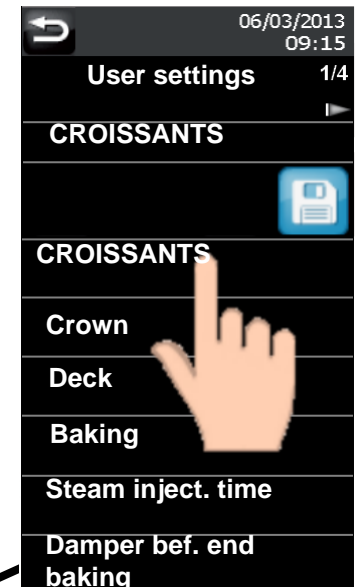 06/03/2013
09:15
User settings 1/4
CROISSANTS
CROISSANTS
Crown
Deck
Baking
Steam inject. time
Damper bef. end
baking